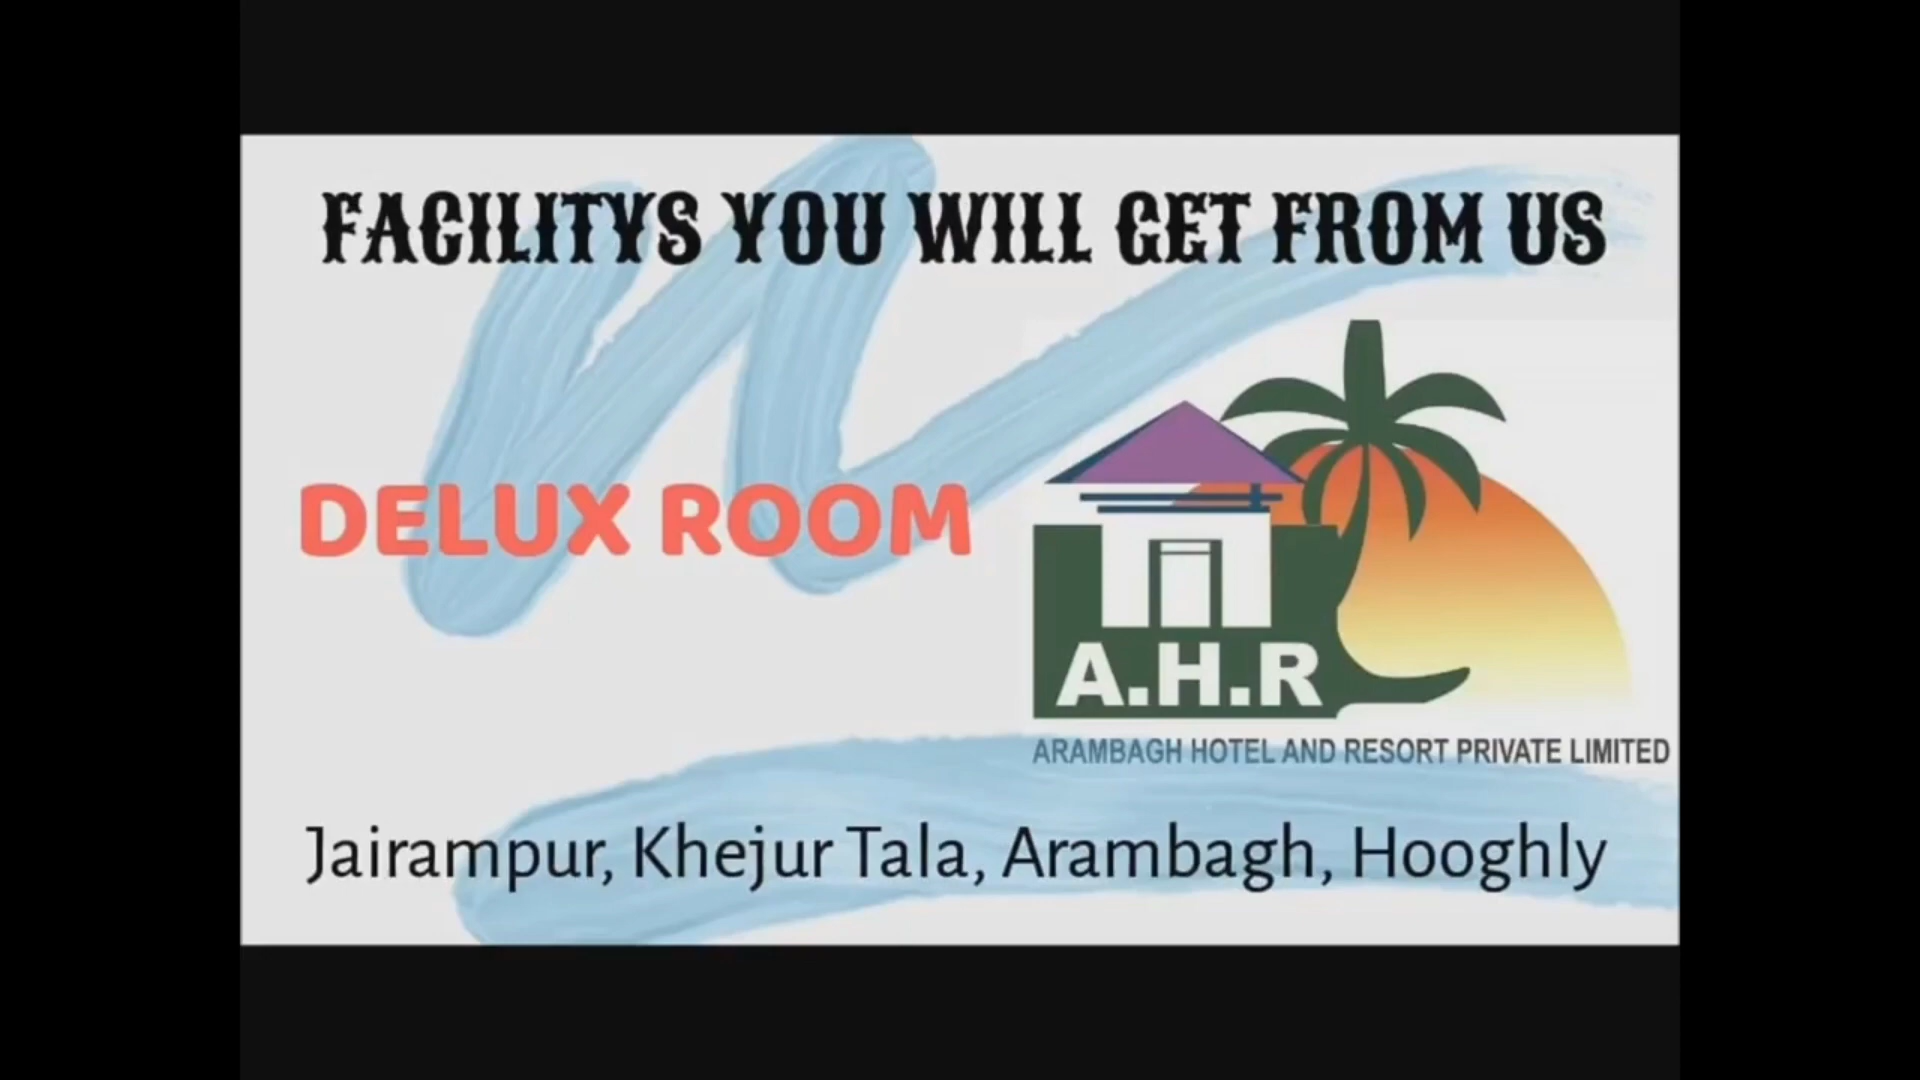 FACILITYS YOU WILL GET FROM US
DELUX ROOM
A.H.R
ARAMBAGH HOTEL AND RESORT PRIVATE LIMITED
Jairampur, Khejur Tala, Arambagh, Hooghly